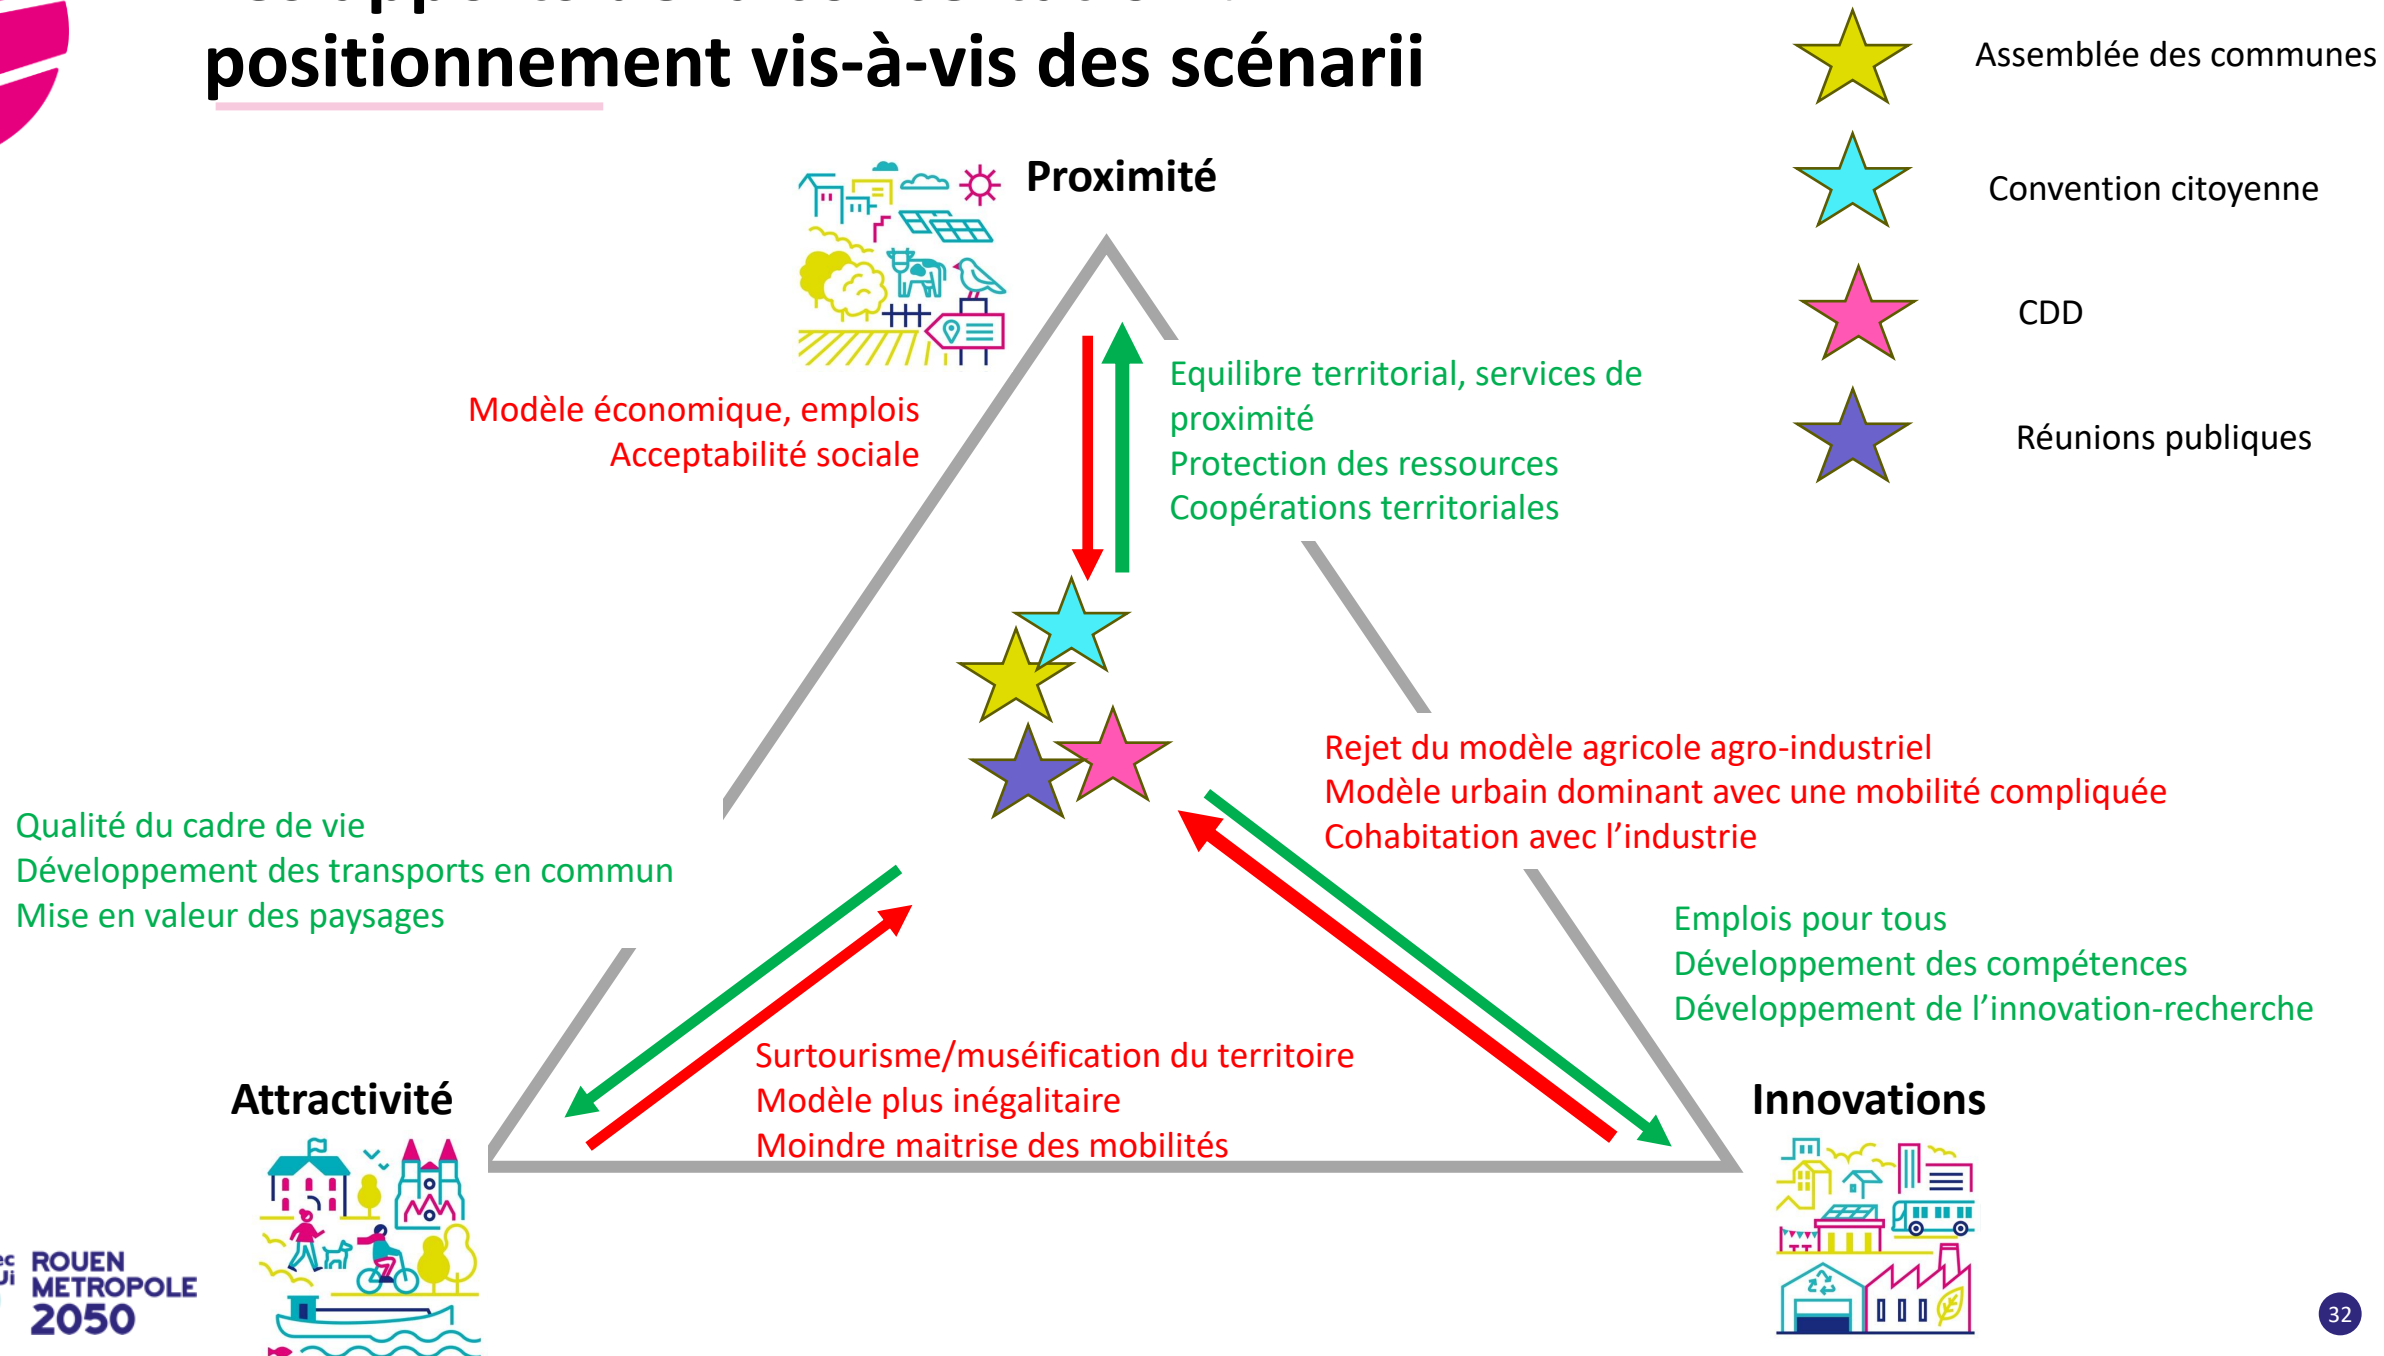 positionnement vis-à-vis des scénarii
Assemblée des communes
Convention citoyenne
CDD
Réunions publiques
Proximité
Modèle économique, emplois
Acceptabilité sociale
Equilibre territorial, services de
proximité
Protection des ressources
Coopérations territoriales
Rejet du modèle agricole agro-industriel
Modèle urbain dominant avec une mobilité compliquée
Cohabitation avec l’industrie
Qualité du cadre de vie
Développement des transports en commun
Mise en valeur des paysages
Emplois pour tous
Développement des compétences
Développement de l’innovation-recherche
Surtourisme/muséification du territoire
Modèle plus inégalitaire
Moindre maitrise des mobilités
Attractivité
Innovations
ROUEN
METROPOLE
2050
32